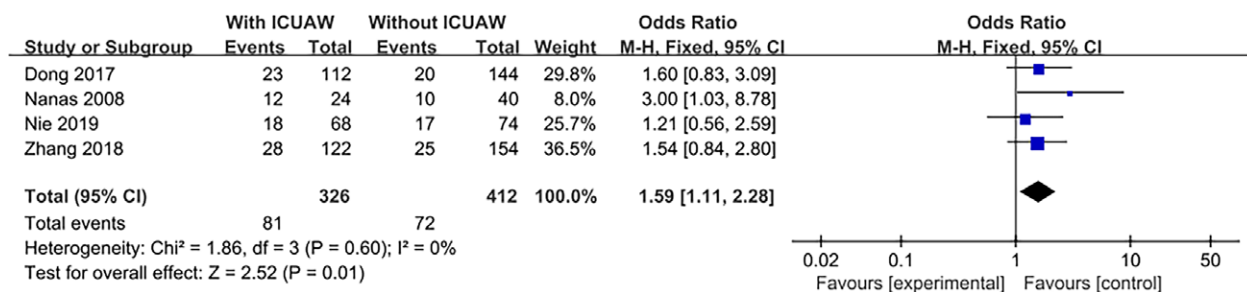 With ICUAW Without ICUAW Odds Ratio Odds Ratio
Study or Subgroup Events Total Events Total Weight M-H, Fixed, 95% CI M-H, Fixed, 95% CI
Dong 2017 23 112 20 144 29.8% 1.60 [0.83, 3.09]
Nanas 2008 12 24 10 40 8.0% 3.00 [1.03, 8.78]
Nie 2019 18 68 17 74 25.7% 1.21 [0.56, 2.59]
Zhang 2018 28 122 25 154 36.5% 1.54 [0.84, 2.80]
Total (95% CI) 326 412 100.0% 1.59 [1.11, 2.28]
Total events 81 72
Heterogeneity: Chi² = 1.86, df = 3 (P = 0.60); I² = 0%
Test for overall effect: Z = 2.52 (P = 0.01)
0.02 0.1 1 10 50
Favours [experimental] Favours [control]